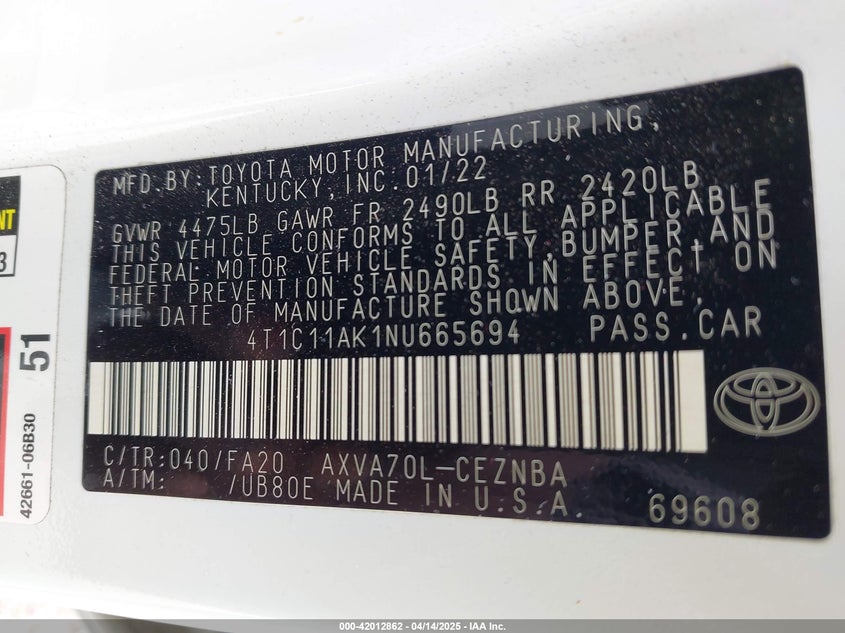 MFD.BY:TOYOTA MOTOR MANUFACTURING,
KENTUCKY,INC.01/22
GVWR 4475LB GAWR FR 2490LB RR 2420LB
THIS VEHICLE CONFORMS TO ALL APPLICABLE
FEDERAL MOTOR VEHICLE SAFETY,BUMPER,AND
THEFT PREVENTION STANDARDS IN EFFECT ON
THE DATE OF MANUFACTURE SHOWN ABOVE.
4T1C11AK1NU665694 PASS.CAR
C/TR:040/FA20 AXVA70L-CEZNBA
A/TM: /UB80E MADE IN U.S.A.
69608
NT
3
51
42661-06B30
000-42012862 - 04/14/2025 - IAA Inc.